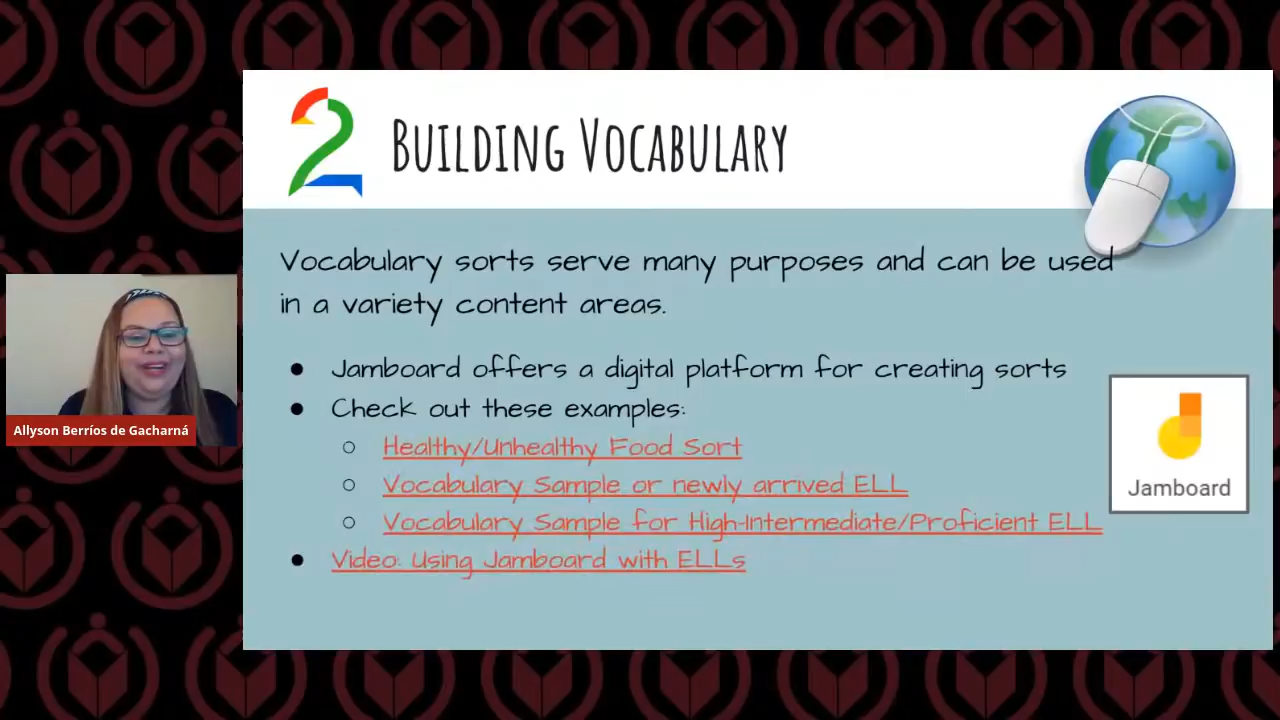 2 BUILDING VOCABULARY
Vocabulary sorts serve many purposes and can be used
in a variety content areas.
● Jamboard offers a digital platform for creating sorts
● Check out these examples:
○ Healthy/Unhealthy Food Sort
○ Vocabulary Sample or newly arrived ELL
○ Vocabulary Sample for High-Intermediate/Proficient ELL
● Video: Using Jamboard with ELLs
Jamboard
Allyson Berríos de Gacharná